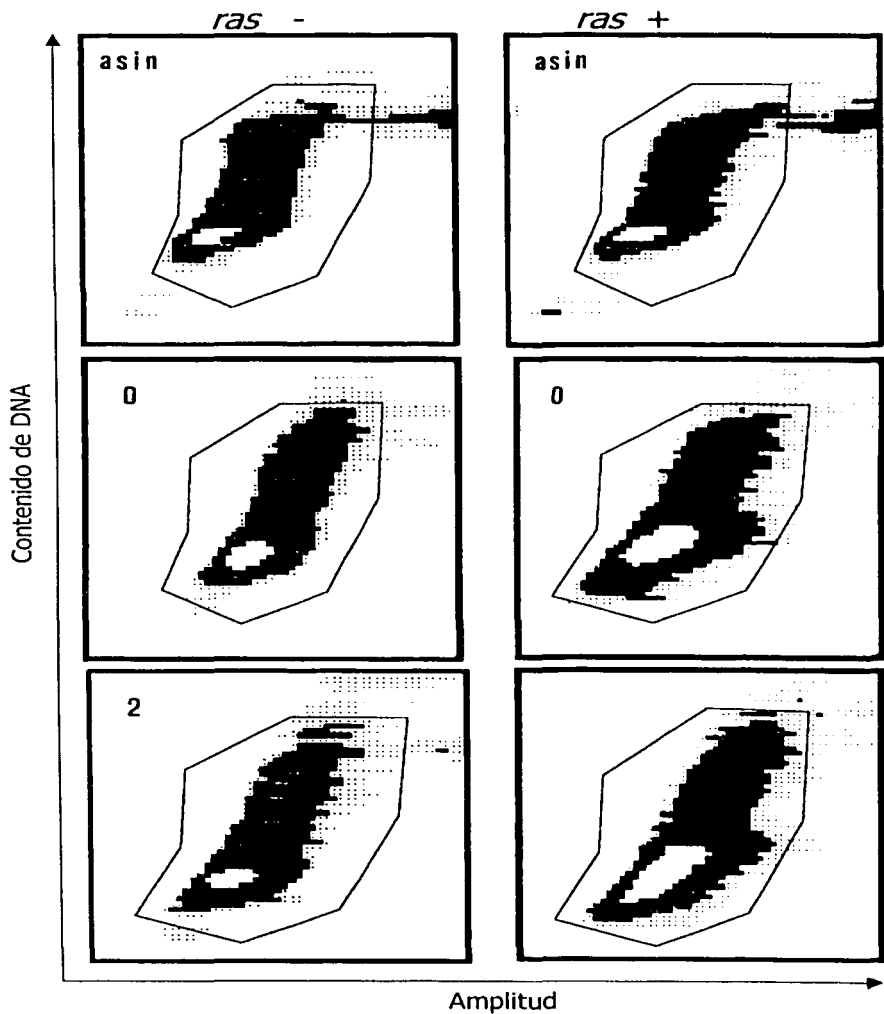 ras -
ras +
asin
asin
0
0
2
Contenido de DNA
Amplitud